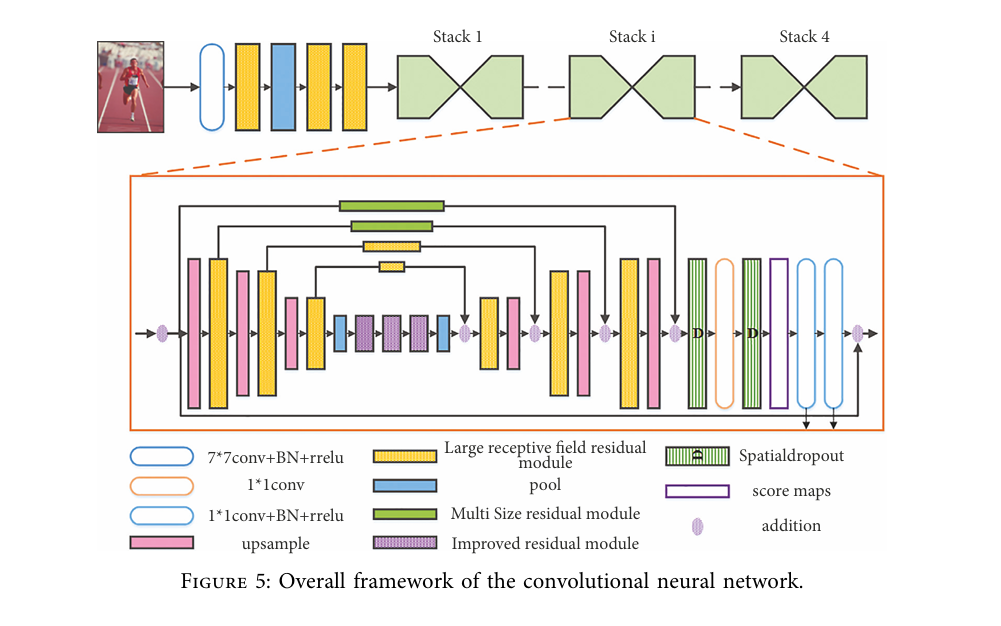 Stack 1
Stack i
Stack 4
D
D
7*7conv+BN+rrelu
1*1conv
1*1conv+BN+rrelu
upsample
Large receptive field residual
module
pool
Multi Size residual module
Improved residual module
D
Spatialdropout
score maps
addition
FIGURE 5: Overall framework of the convolutional neural network.